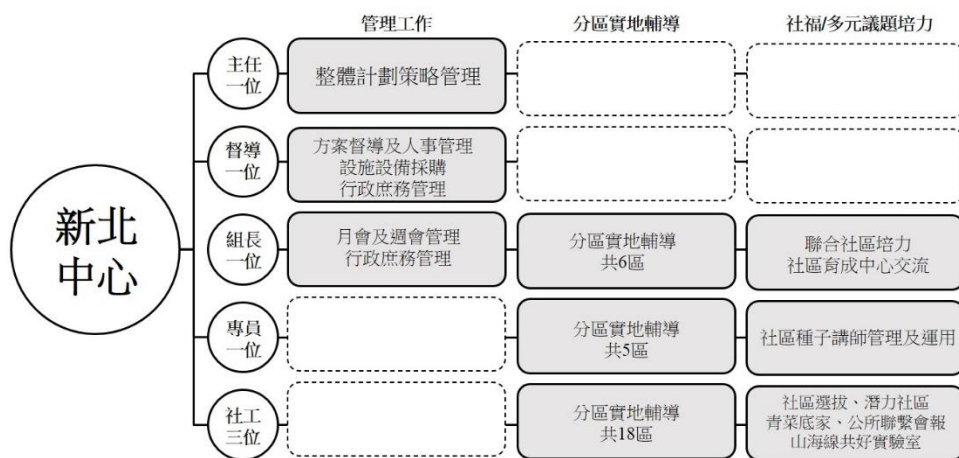 管理工作
分區實地輔導
社福/多元議題培力
新北
中心
主任
一位
整體計劃策略管理
督導
一位
方案督導及人事管理
設施設備採購
行政庶務管理
組長
一位
月會及週會管理
行政庶務管理
分區實地輔導
共6區
聯合社區培力
社區育成中心交流
專員
一位
分區實地輔導
共5區
社區種子講師管理及運用
社工
三位
分區實地輔導
共18區
社區選拔、潛力社區
青菜底家、公所聯繫會報
山海線共好實驗室